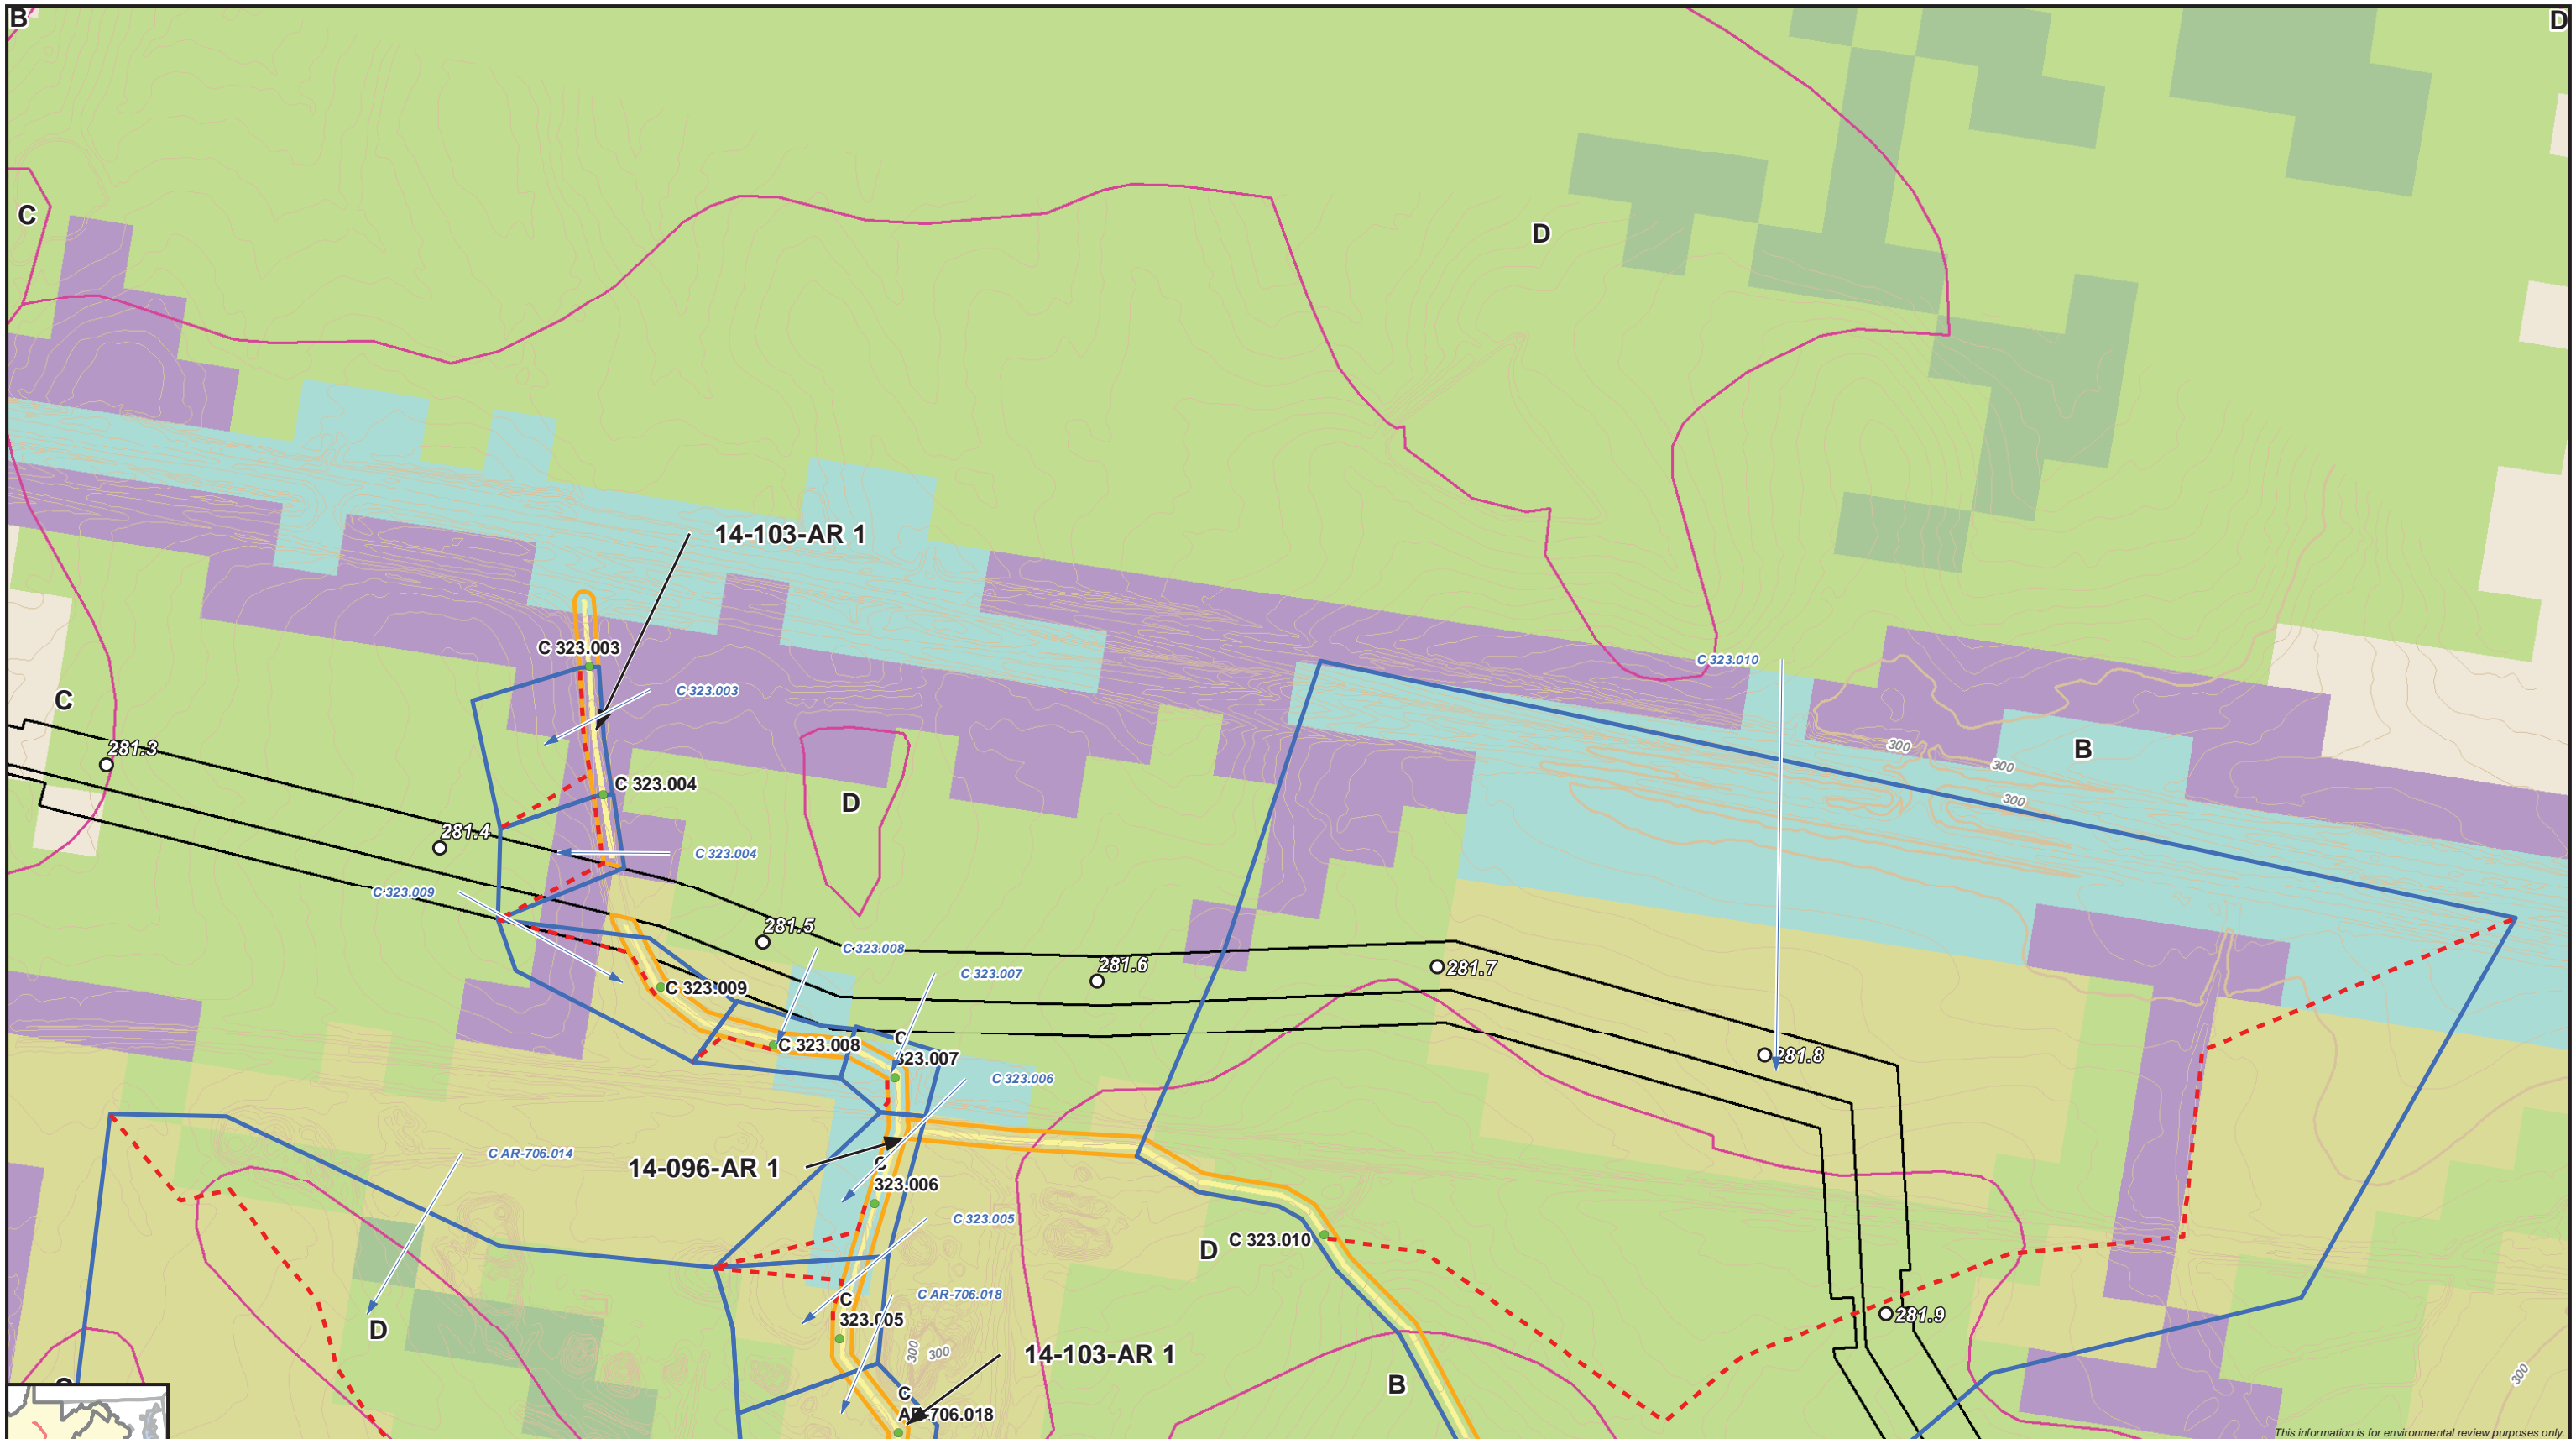 B
D
C
D
14-103-AR 1
C 323.003
C 323.010
C 323.003
C
281.3
300
B
300
C 323.004
300
D
281.4
C 323.004
C 323.009
281.5
C 323.008
281.6
281.7
C 323.007
C 323.009
C 323.008
C
323.007
281.8
C 323.006
C AR-706.014
14-096-AR 1
C
323.006
C 323.005
C 323.010
D
C AR-706.018
C
323.005
281.9
D
300
300
14-103-AR 1
300
B
C
AR-706.018
This information is for environmental review purposes only.